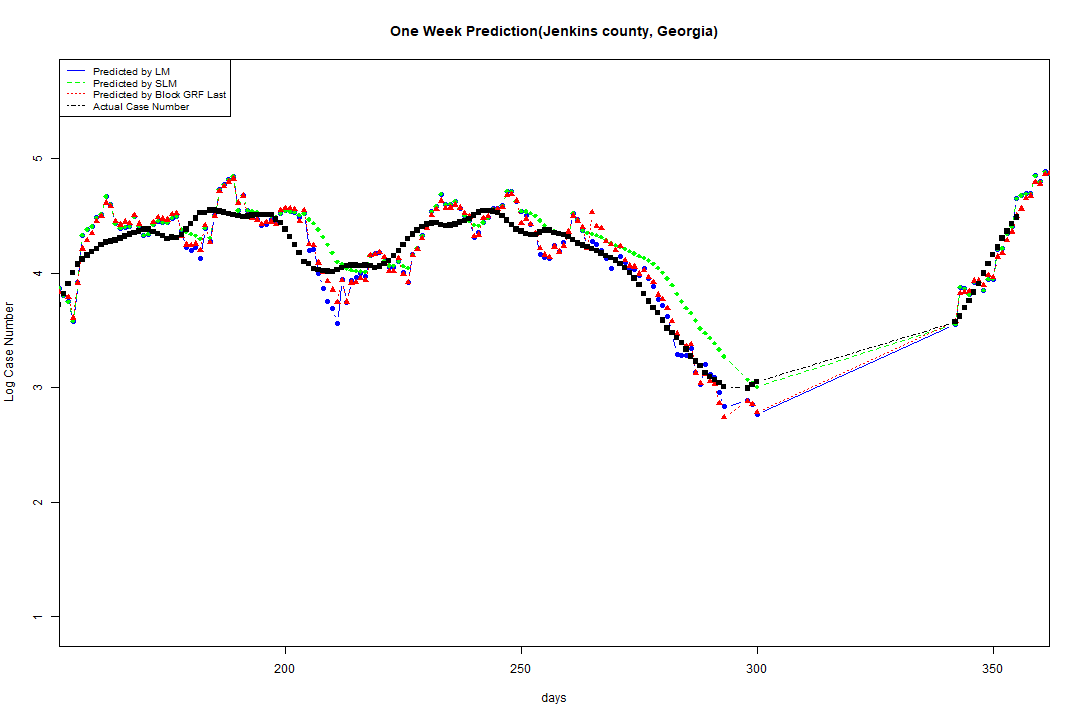 One Week Prediction(Jenkins county, Georgia)
Predicted by LM
Predicted by SLM
Predicted by Block GRF Last
Actual Case Number
5
4
3
2
1
Log Case Number
200 250 300 350
days